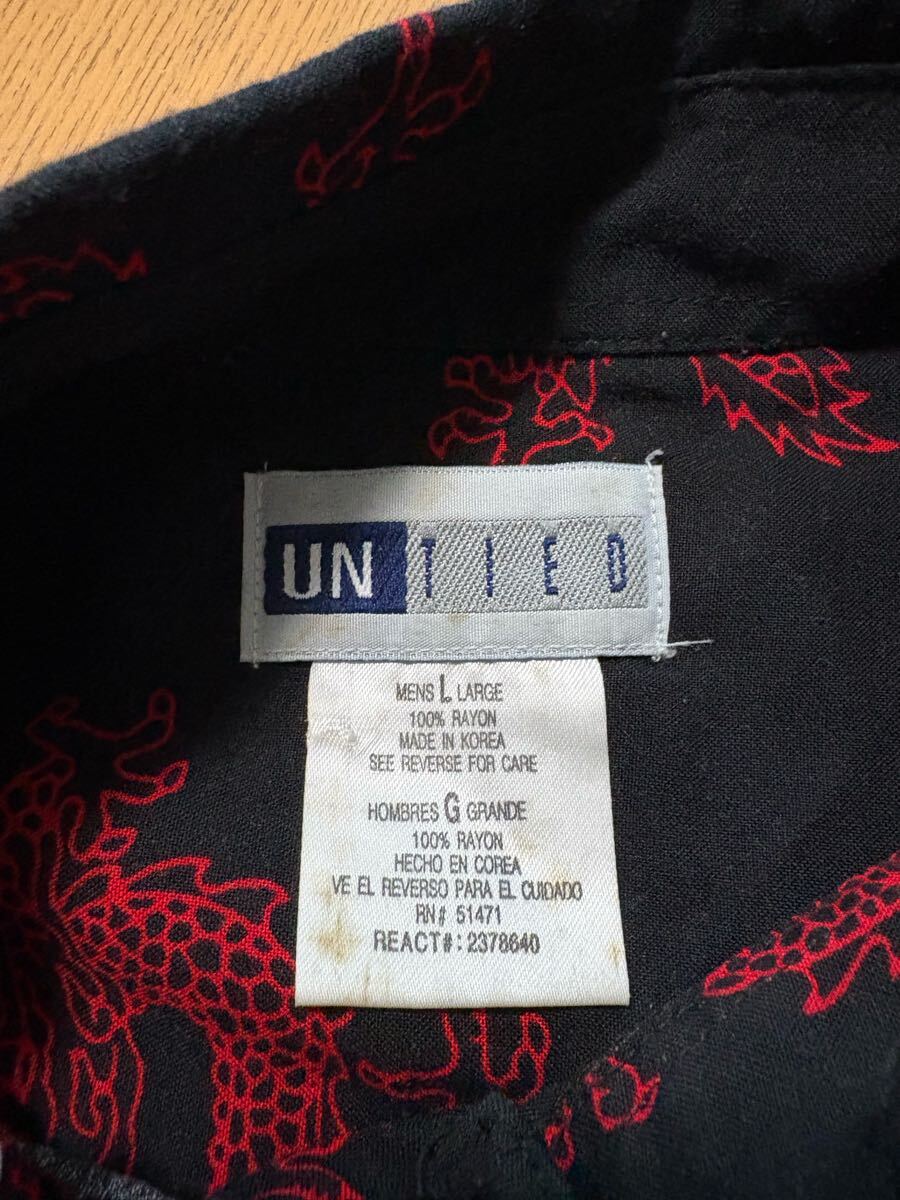 UNTIED
MENS L LARGE
100% RAYON
MADE IN KOREA
SEE REVERSE FOR CARE
HOMBRES G GRANDE
100% RAYON
HECHO EN COREA
VE EL REVERSO PARA EL CUIDADO
RN# 51471
REACT#: 2378640